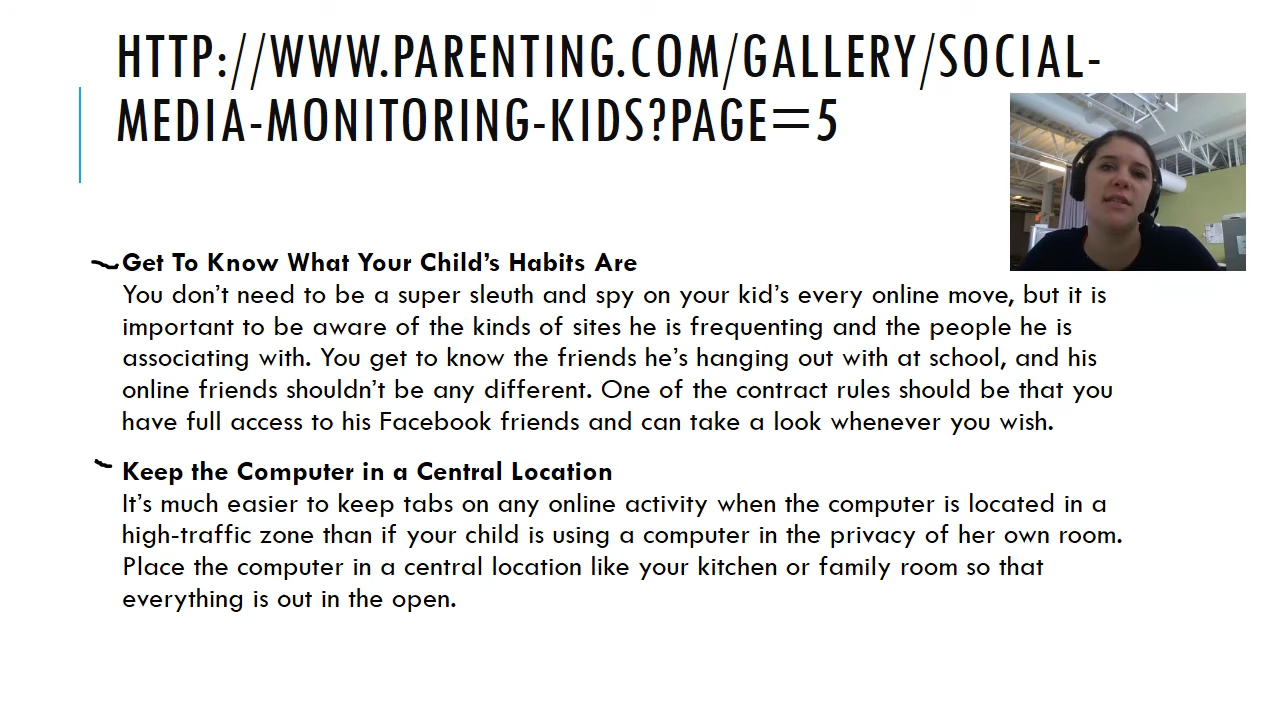 HTTP://WWW.PARENTING.COM/GALLERY/SOCIAL-
MEDIA-MONITORING-KIDS?PAGE=5
Get To Know What Your Child’s Habits Are
You don’t need to be a super sleuth and spy on your kid’s every online move, but it is
important to be aware of the kinds of sites he is frequenting and the people he is
associating with. You get to know the friends he’s hanging out with at school, and his
online friends shouldn’t be any different. One of the contract rules should be that you
have full access to his Facebook friends and can take a look whenever you wish.
Keep the Computer in a Central Location
It’s much easier to keep tabs on any online activity when the computer is located in a
high-traffic zone than if your child is using a computer in the privacy of her own room.
Place the computer in a central location like your kitchen or family room so that
everything is out in the open.